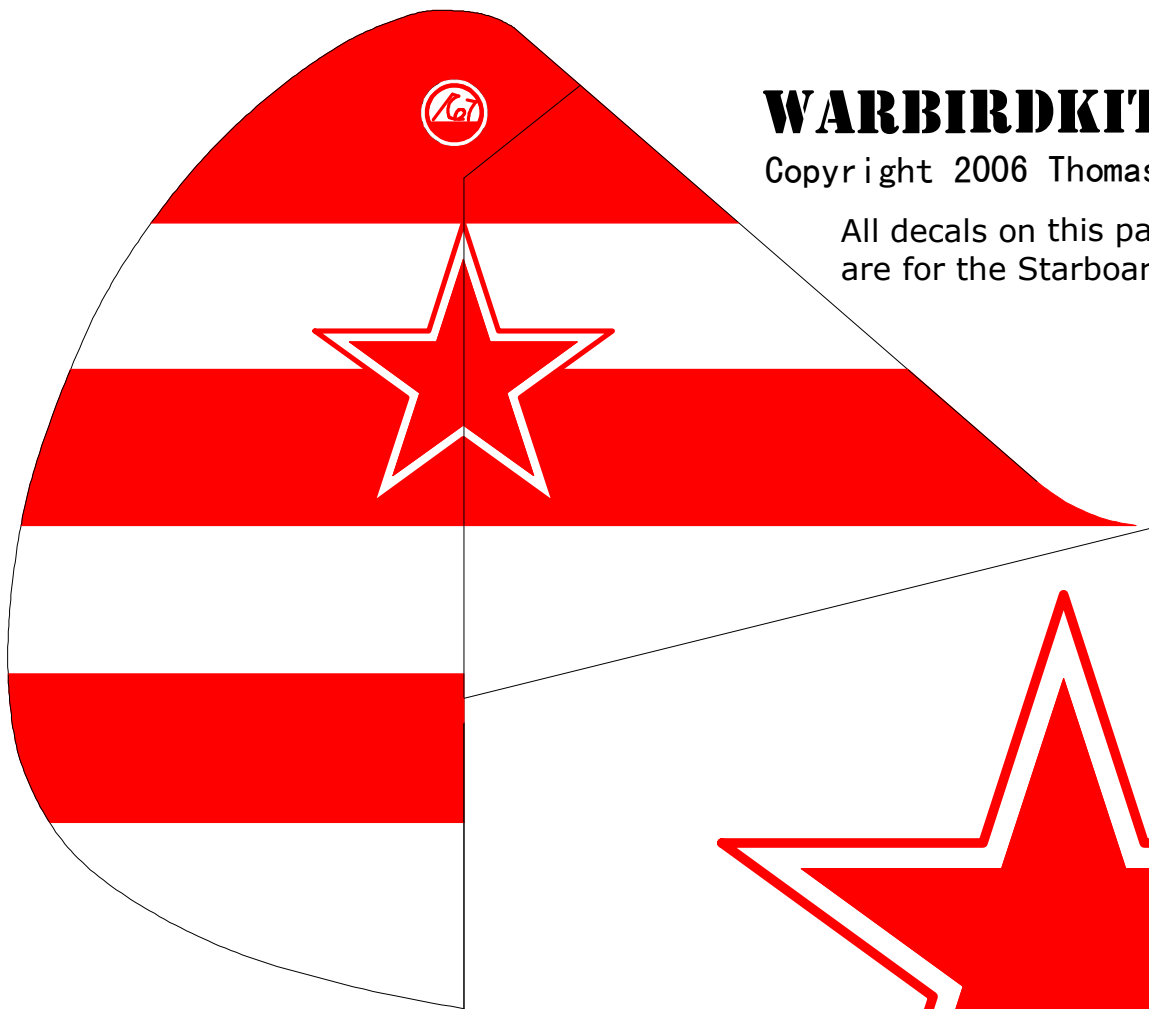 WARBIRDKIT
Copyright 2006 Thomas
All decals on this pa
are for the Starboar